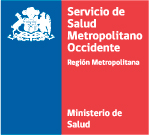 Servicio de
Salud
Metropolitano
Occidente
Región Metropolitana
Ministerio de
Salud